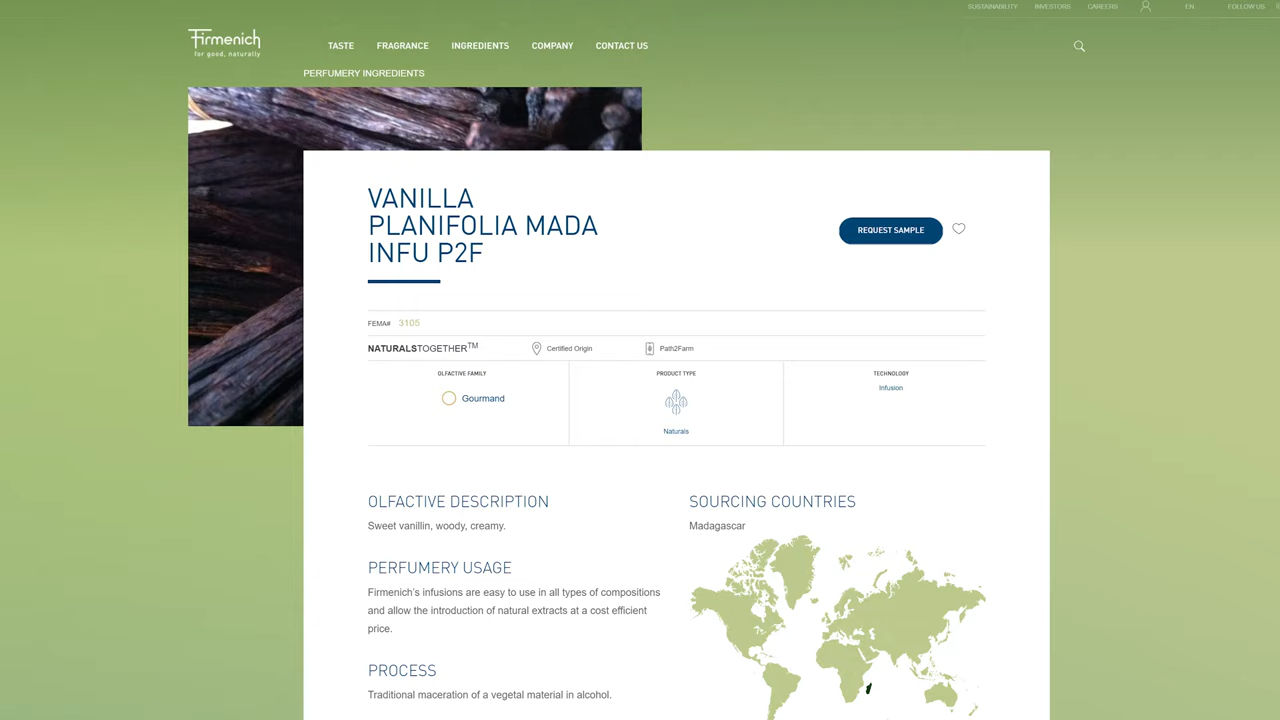 SUSTAINABILITY INVESTORS CAREERS EN FOLLOW US
Firmenich
for good, naturally
TASTE FRAGRANCE INGREDIENTS COMPANY CONTACT US
PERFUMERY INGREDIENTS
VANILLA
PLANIFOLIA MADA
INFU P2F
REQUEST SAMPLE
FEMA# 3105
NATURALSTOGETHER™ Certified Origin Path2Farm
OLFACTIVE FAMILY PRODUCT TYPE TECHNOLOGY
Gourmand Naturals Infusion
OLFACTIVE DESCRIPTION
Sweet vanillin, woody, creamy.
PERFUMERY USAGE
Firmenich's infusions are easy to use in all types of compositions
and allow the introduction of natural extracts at a cost efficient
price.
PROCESS
Traditional maceration of a vegetal material in alcohol.
SOURCING COUNTRIES
Madagascar